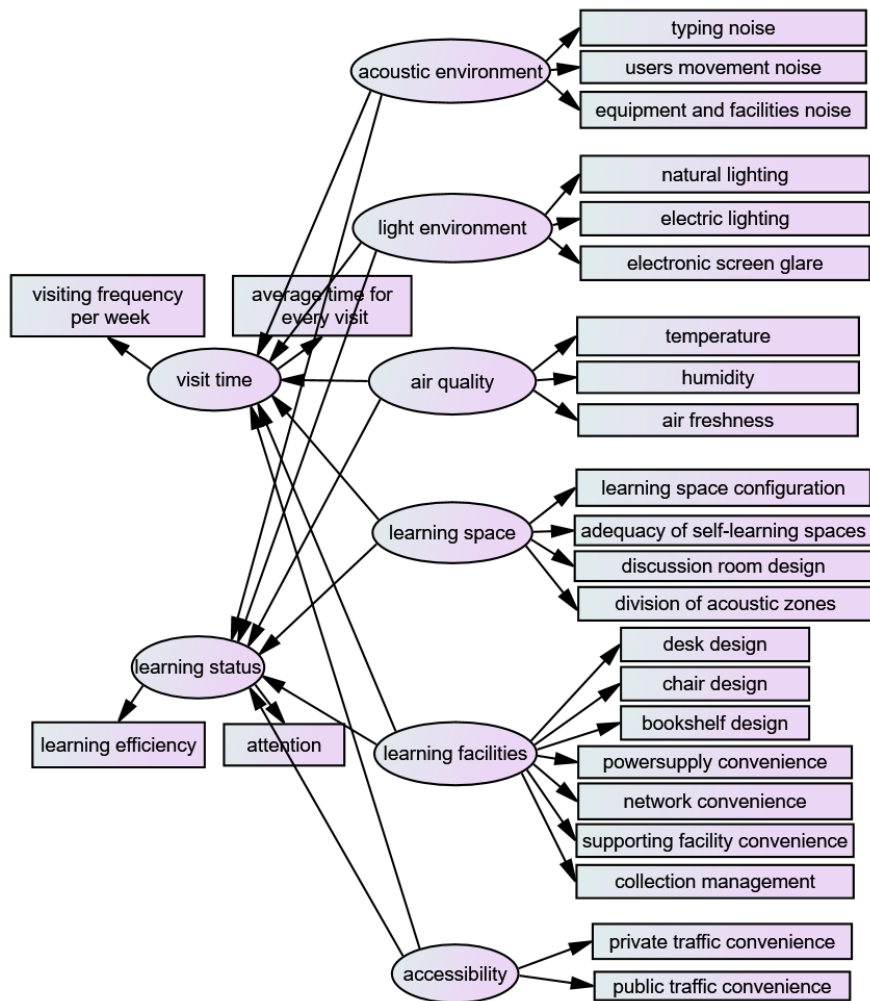 typing noise
acoustic environment
users movement noise
equipment and facilities noise
natural lighting
light environment
electric lighting
electronic screen glare
visiting frequency
per week
average time for
every visit
visit time
temperature
air quality
humidity
air freshness
learning space configuration
learning space
adequacy of self-learning spaces
discussion room design
division of acoustic zones
learning status
learning efficiency
attention
desk design
chair design
bookshelf design
learning facilities
powersupply convenience
network convenience
supporting facility convenience
collection management
accessibility
private traffic convenience
public traffic convenience